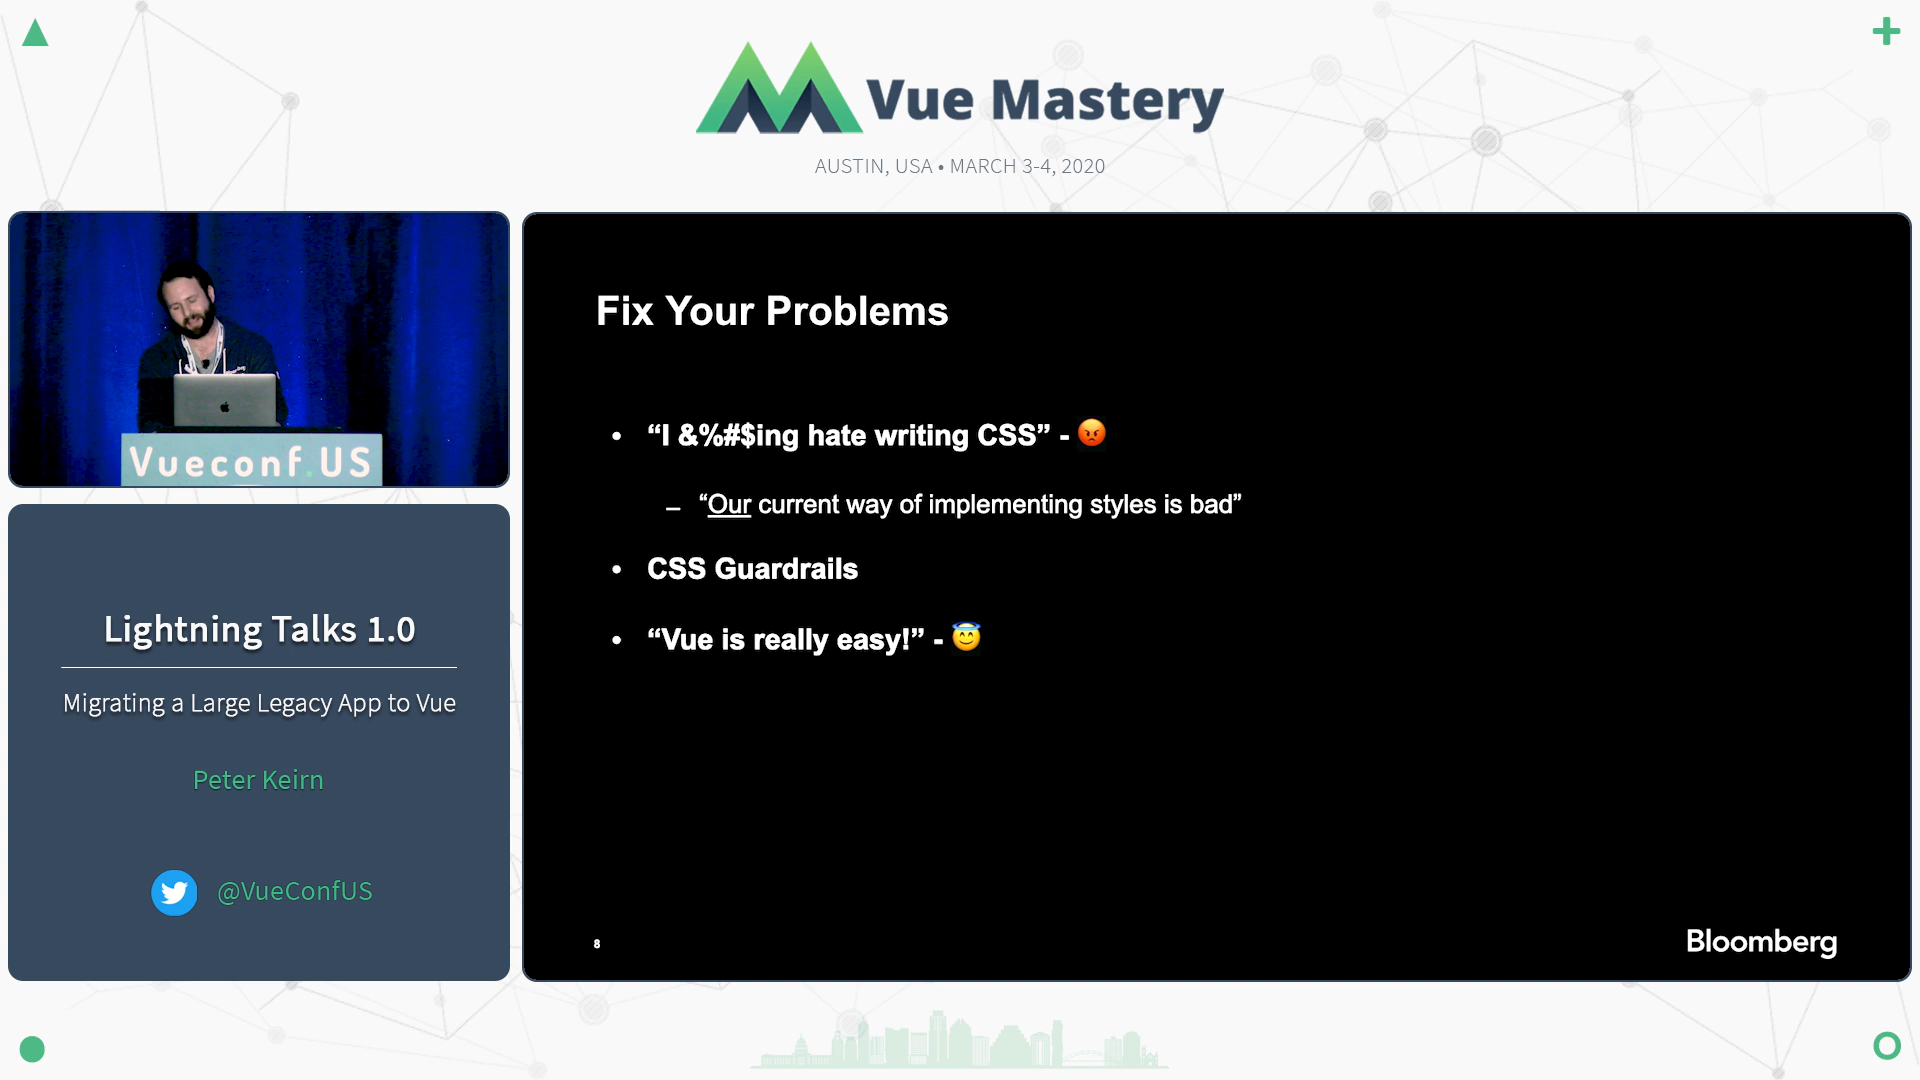 Vue Mastery
AUSTIN, USA • MARCH 3-4, 2020
Vueconf.US
Lightning Talks 1.0
Migrating a Large Legacy App to Vue
Peter Keirn
@VueConfUS
Fix Your Problems
• “I &%#$ing hate writing CSS” - 😡
– “Our current way of implementing styles is bad”
• CSS Guardrails
• “Vue is really easy!” - 😇
8
Bloomberg